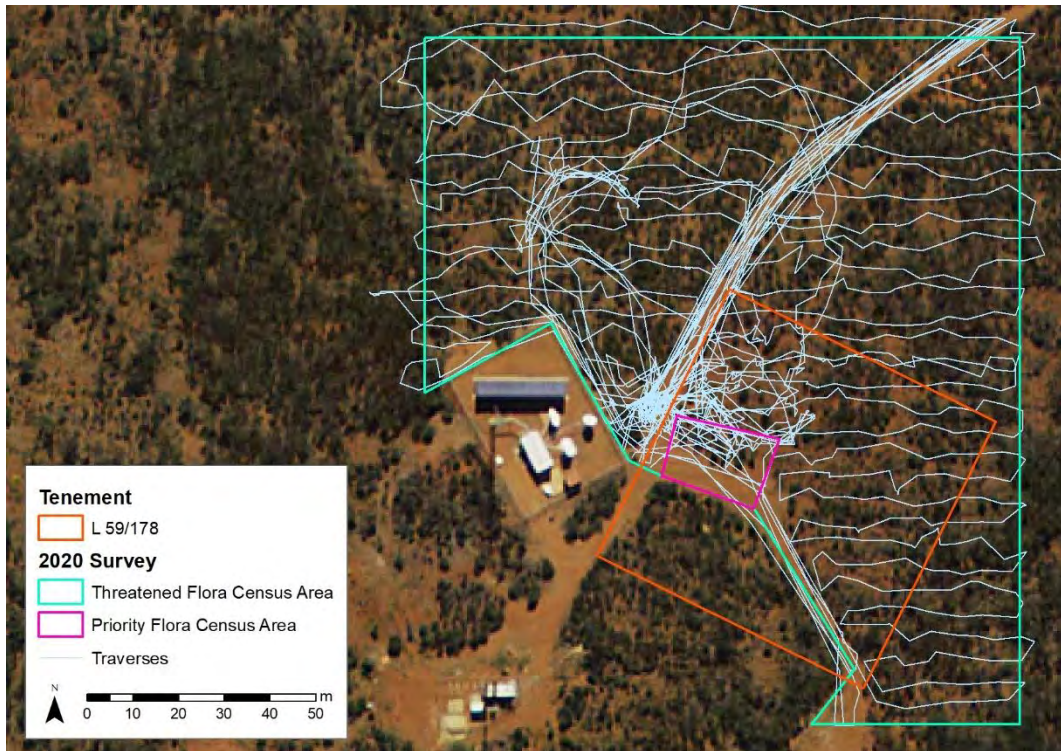 Tenement
L 59/178
2020 Survey
Threatened Flora Census Area
Priority Flora Census Area
Traverses
N
0 10 20 30 40 50 m